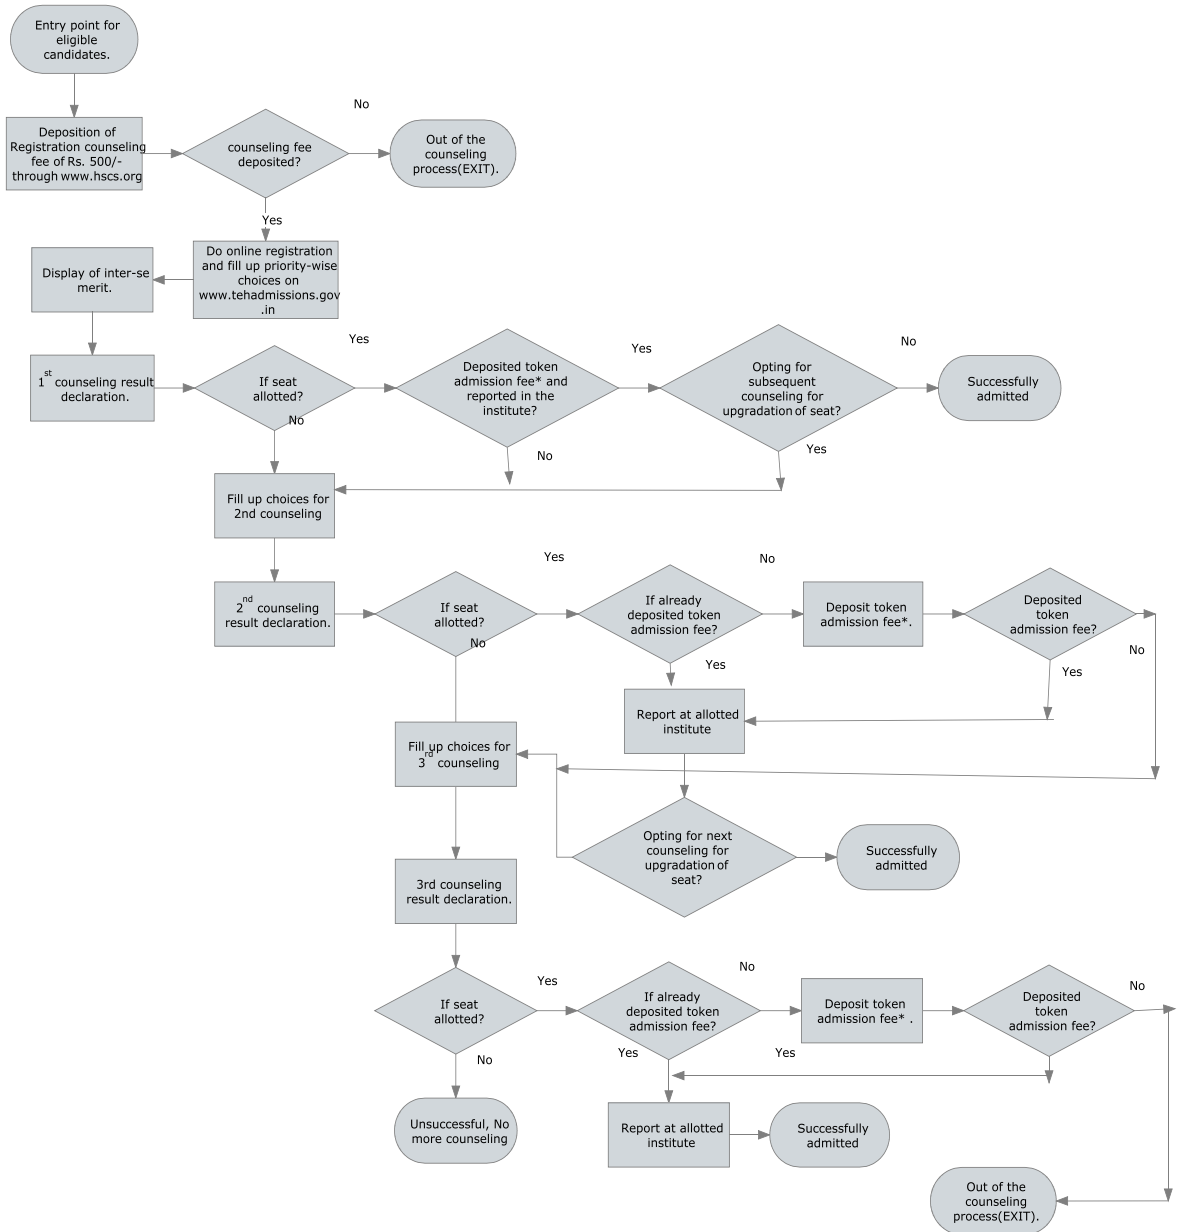 Entry point for
eligible
candidates.
No
Deposition of
Registration counseling
fee of Rs. 500/-
through www.hscs.org
counseling fee
deposited?
Out of the
counseling
process(EXIT).
Yes
Do online registration
and fill up priority-wise
choices on
www.tehadmissions.gov
.in
Display of inter-se
merit.
Yes
Yes
No
1st counseling result
declaration.
If seat
allotted?
Deposited token
admission fee* and
reported in the
institute?
Opting for
subsequent
counseling for
upgradation of seat?
Successfully
admitted
No
No
Yes
Fill up choices for
2nd counseling
Yes
No
2nd counseling
result declaration.
If seat
allotted?
If already
deposited token
admission fee?
Deposit token
admission fee*.
Deposited
token
admission fee?
No
No
Yes
Yes
Report at allotted
institute
Fill up choices for
3rd counseling
Opting for next
counseling for
upgradation of
seat?
Successfully
admitted
3rd counseling
result declaration.
Yes
No
No
If seat
allotted?
If already
deposited token
admission fee?
Deposit token
admission fee* .
Deposited
token
admission fee?
No
Yes
Yes
Unsuccessful, No
more counseling
Report at allotted
institute
Successfully
admitted
Out of the
counseling
process(EXIT).